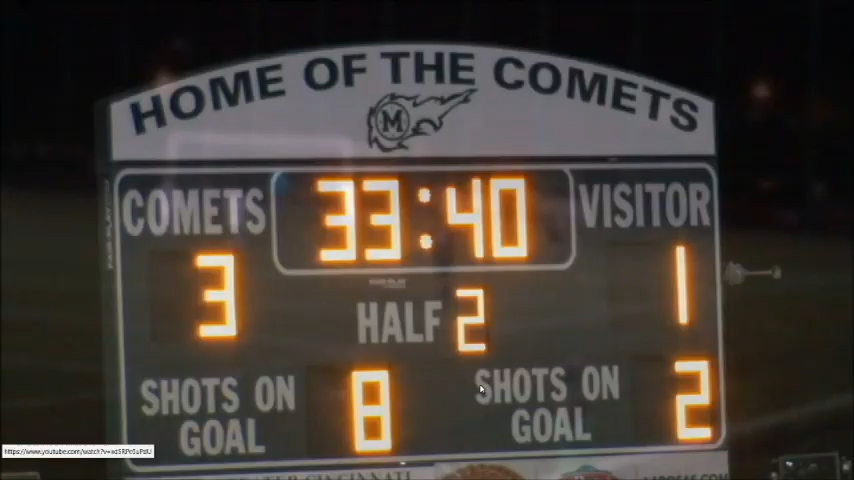 HOME OF THE COMETS
M
COMETS 33:40 VISITOR
3 1
HALF 2
SHOTS ON GOAL 8 SHOTS ON GOAL 2
CINCINNATI